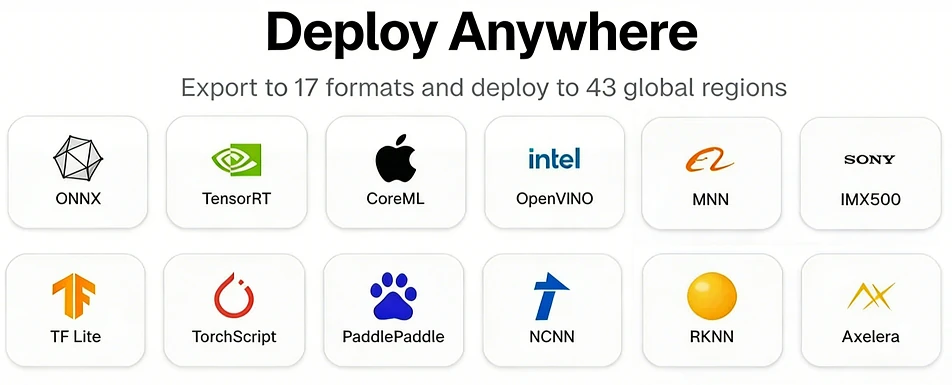 Deploy Anywhere
Export to 17 formats and deploy to 43 global regions
intel
SONY
ONNX
TensorRT
CoreML
OpenVINO
MNN
IMX500
TF Lite
TorchScript
PaddlePaddle
NCNN
RKNN
Axelera